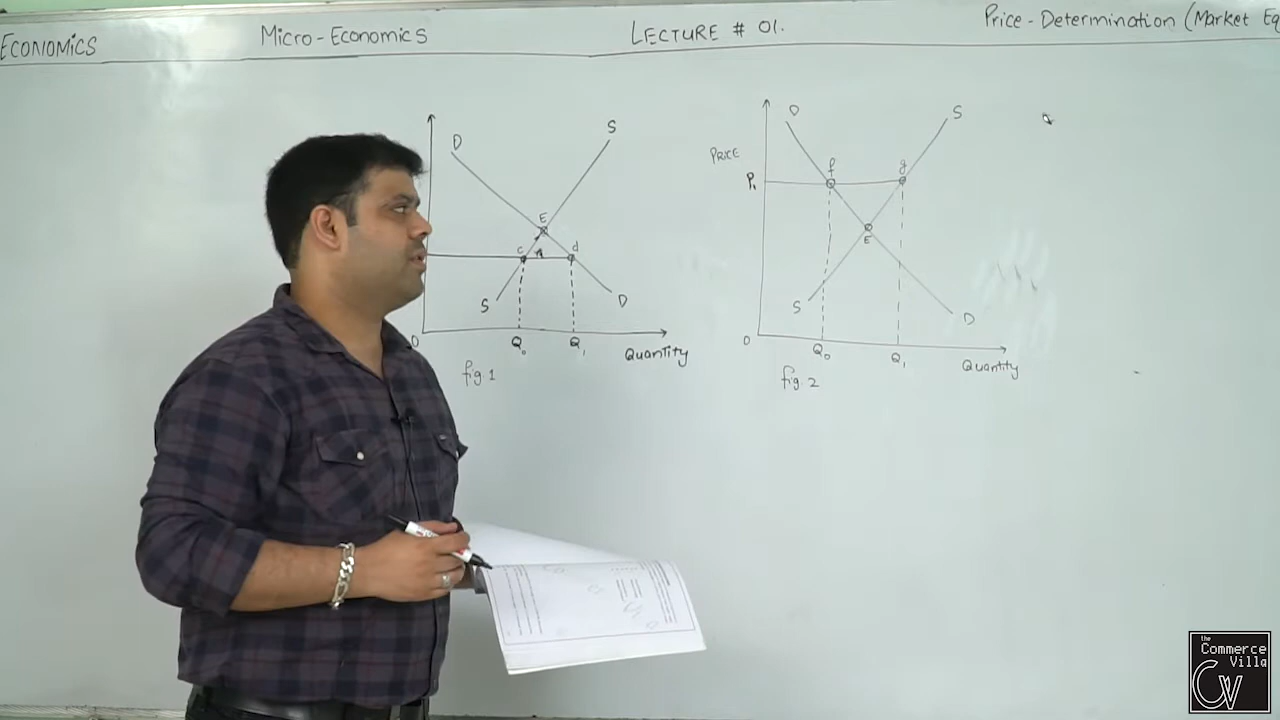 ECONOMICS
Micro-Economics
LECTURE # 01.
Price-Determination (Market Eq
D
S
E
c
d
S
D
O
Q₀
Q₁
Quantity
fig 1
PRICE
P₁
D
S
f
g
E
S
D
O
Q₀
Q₁
Quantity
fig 2
the
Commerce
Villa
CV